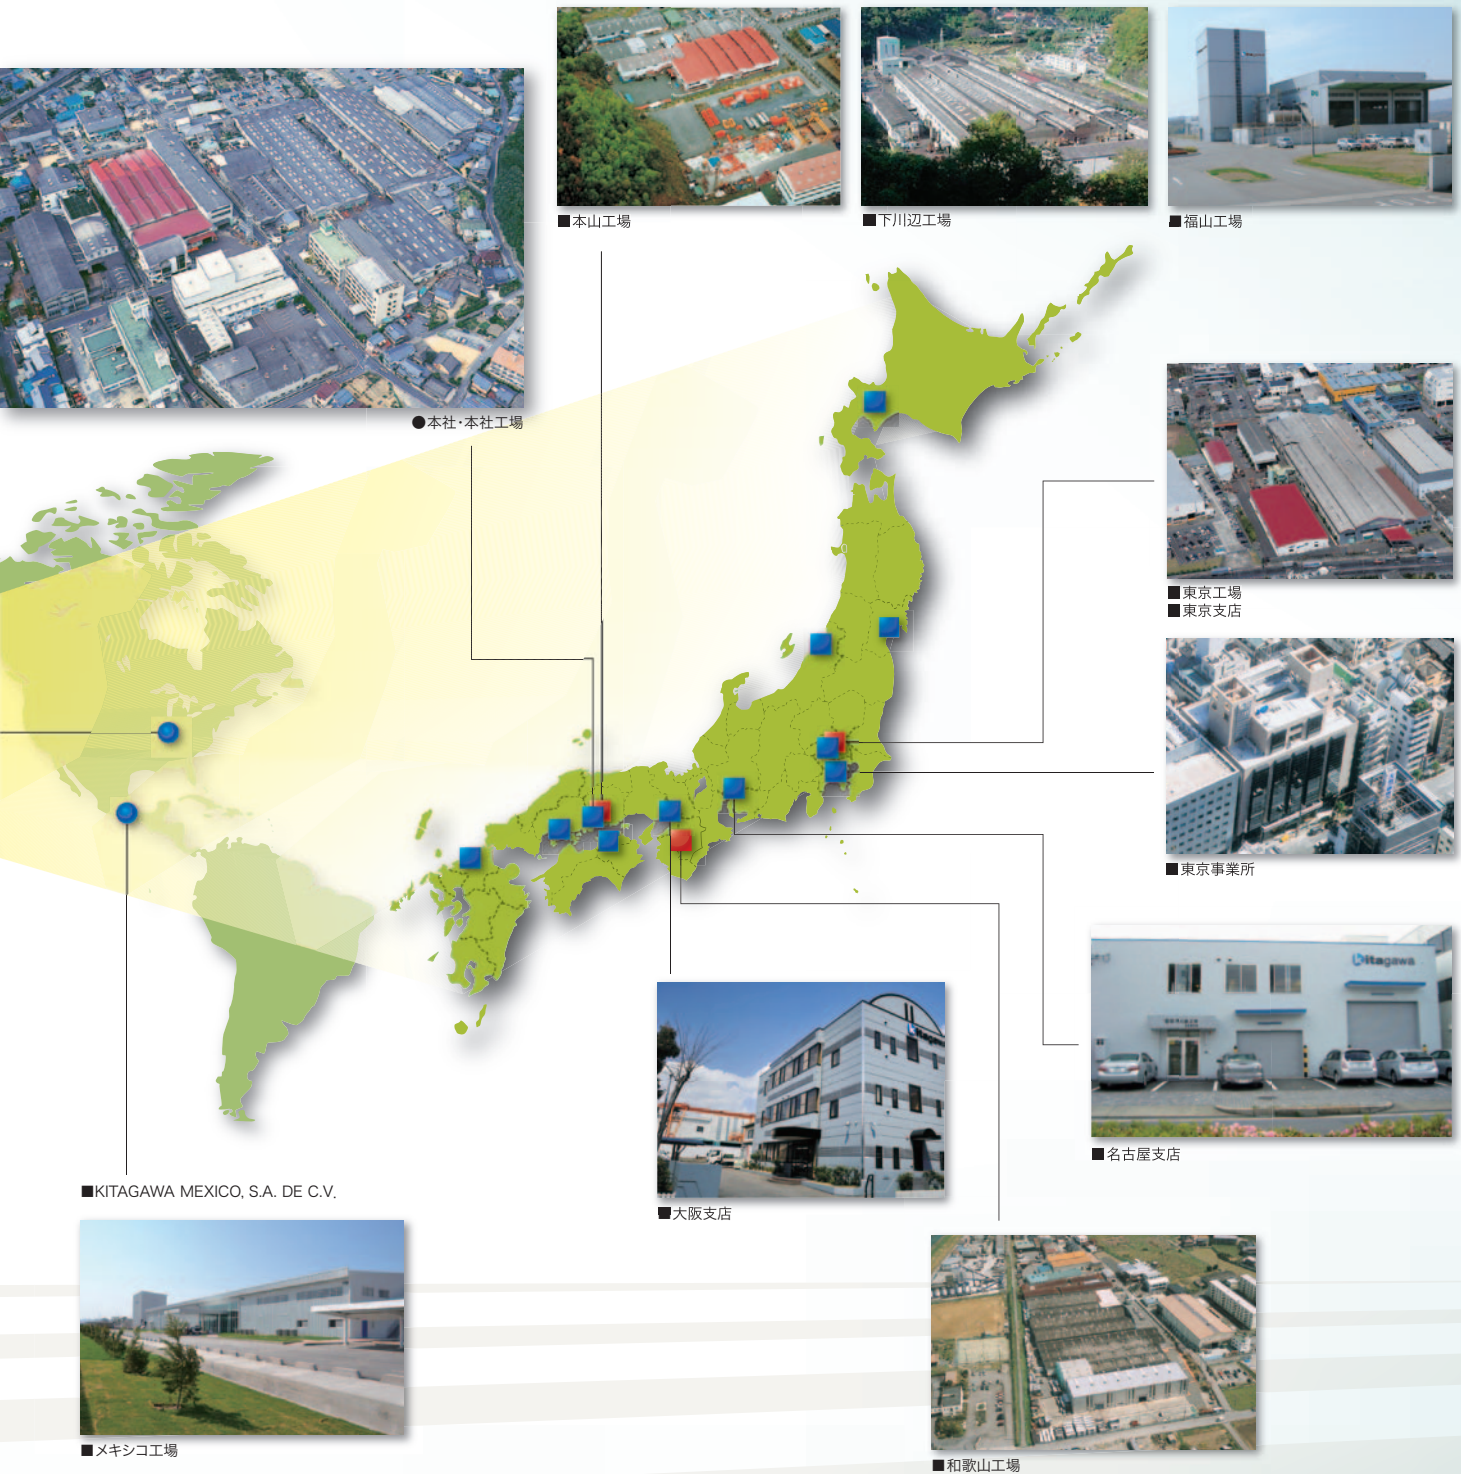 ■本山工場
■下川辺工場
■福山工場
●本社・本社工場
■東京工場
■東京支店
■東京事業所
Kitagawa
■名古屋支店
■大阪支店
■KITAGAWA MEXICO, S.A. DE C.V.
■メキシコ工場
■和歌山工場